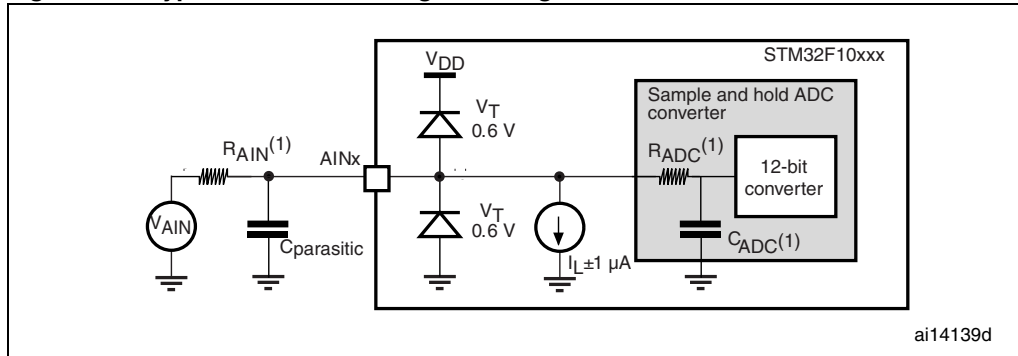 STM32F10xxx
VDD
Sample and hold ADC
converter
VT
0.6 V
RAIN(1)
AINx
RADC(1)
12-bit
converter
VAIN
Cparasitic
VT
0.6 V
IL±1 µA
CADC(1)
ai14139d